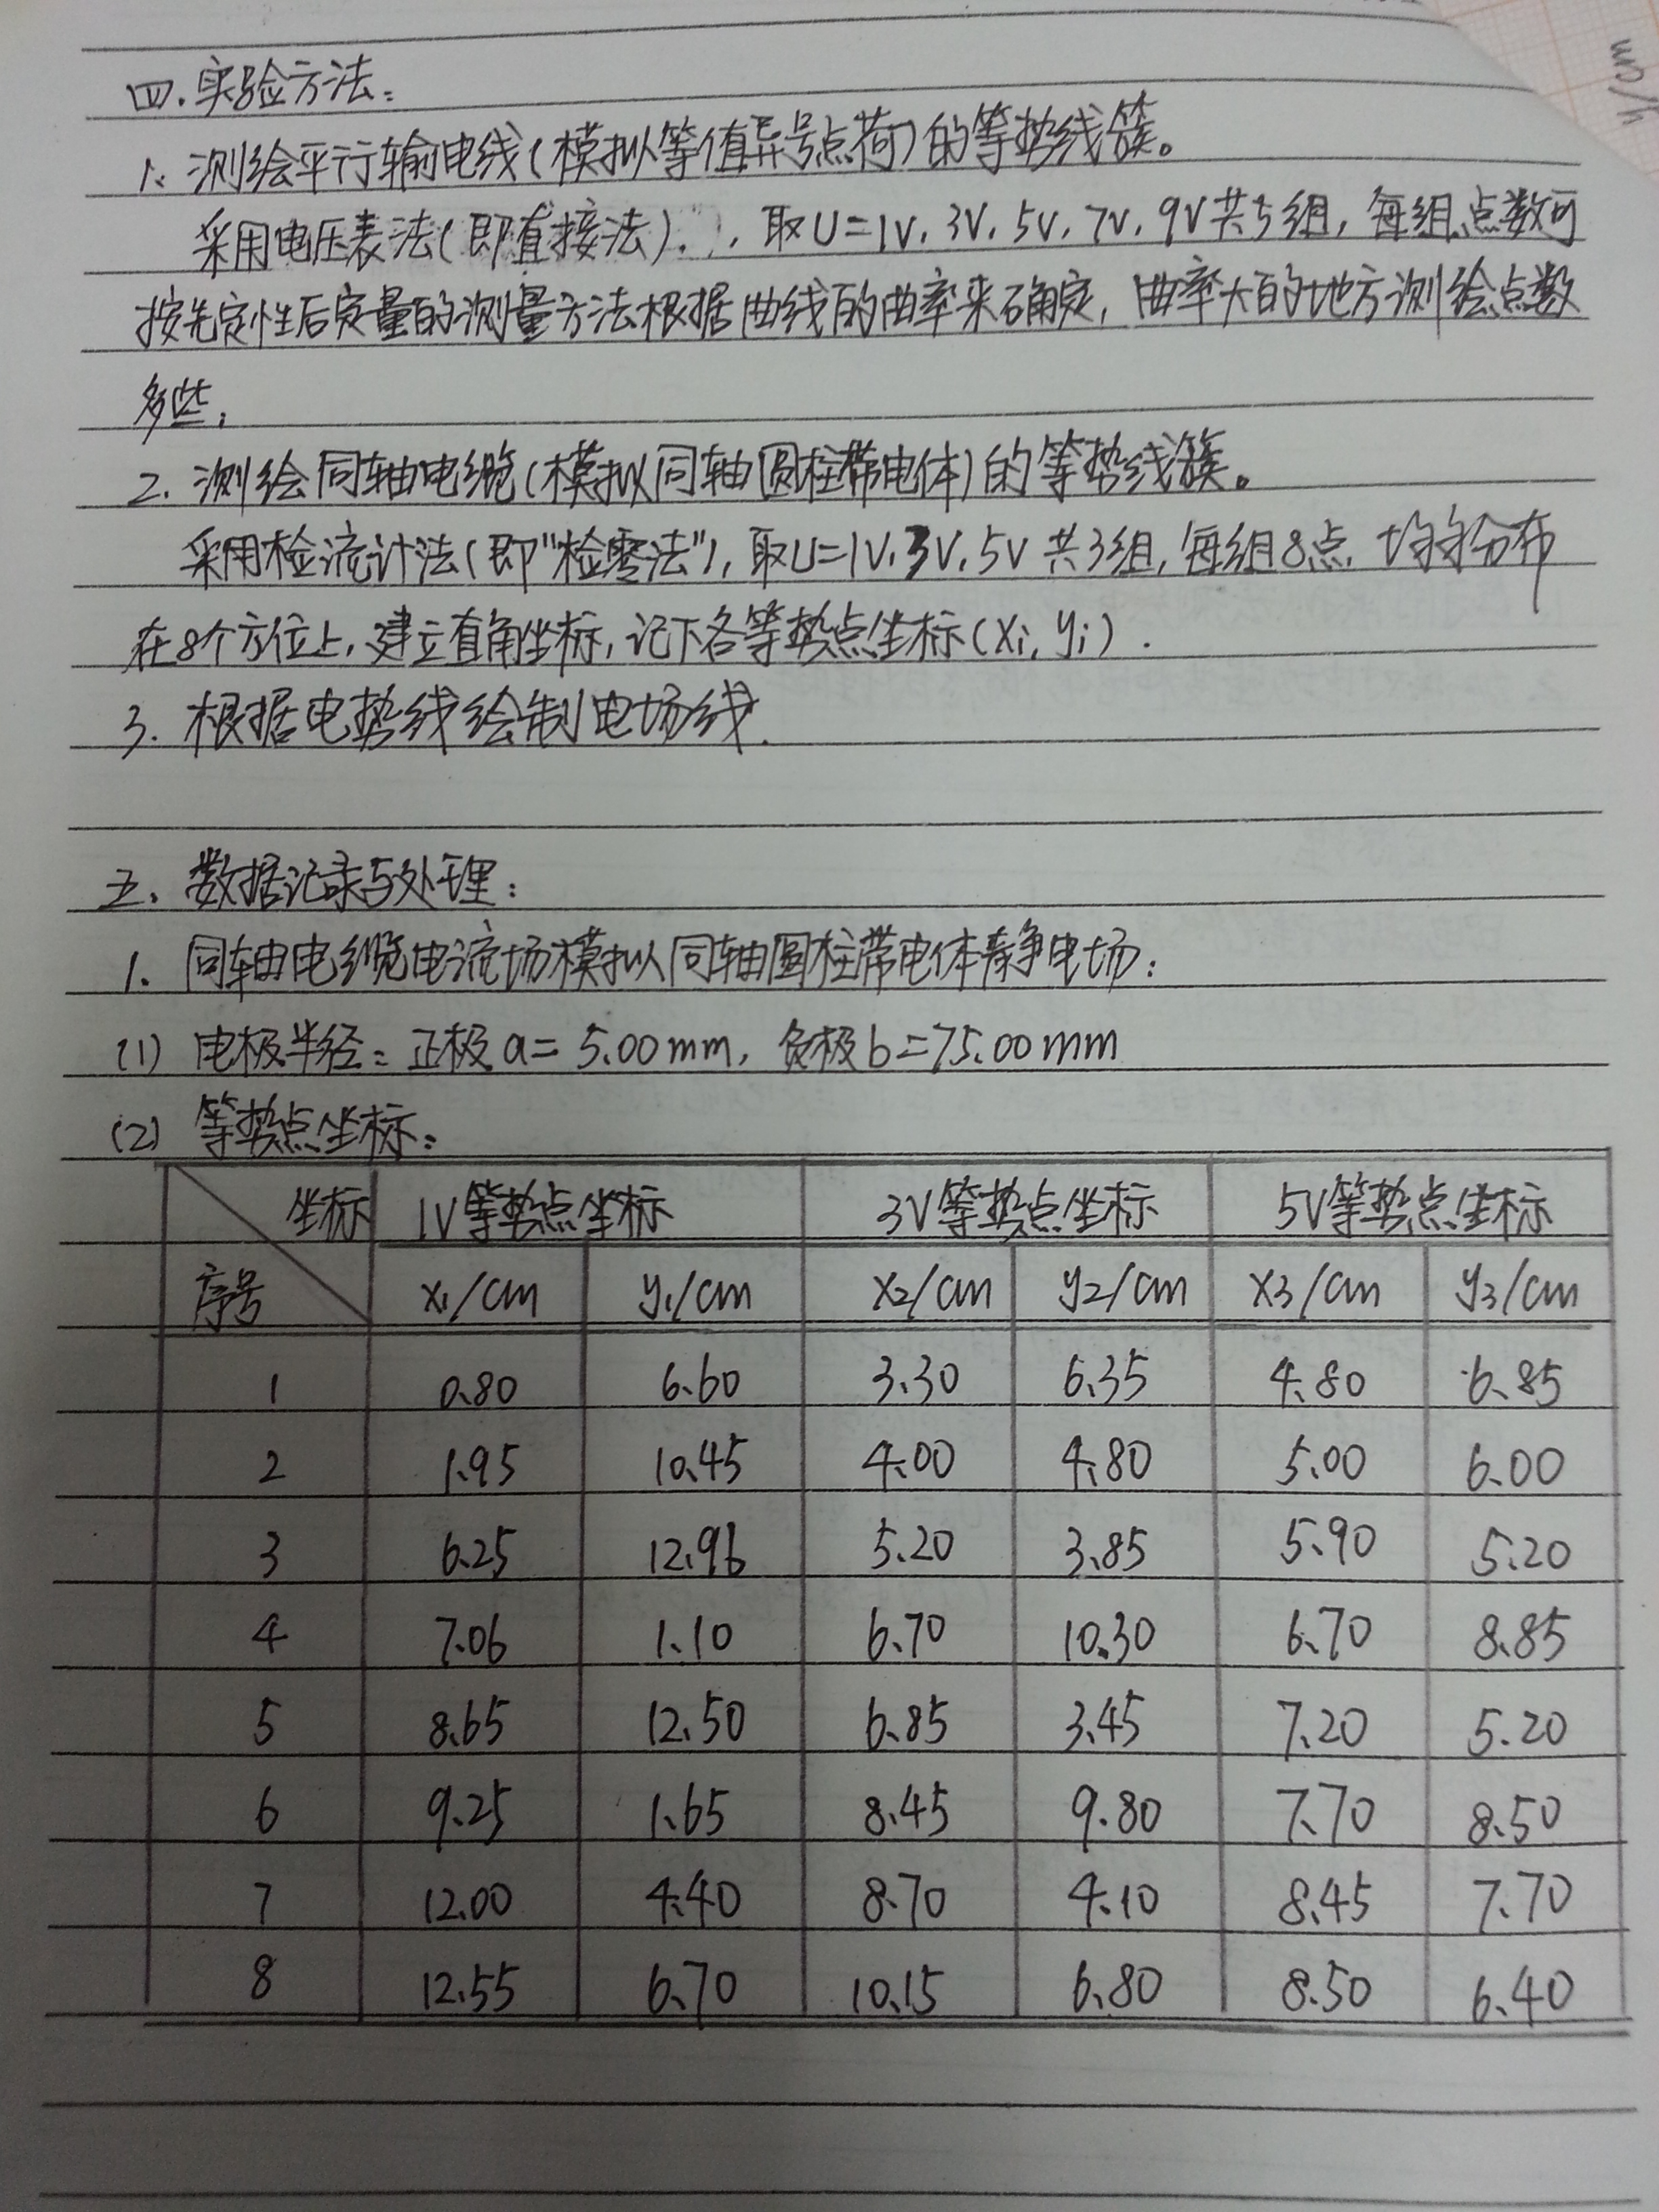 y/cm
四.实验方法:
1. 测绘平行输电线(模拟等值异号点荷)的等势线簇。
采用电压表法(即直接法). , 取U=1V, 3V, 5V, 7V, 9V共5组, 每组点数可
按先定性后定量的测量方法根据曲线的曲率来确定, 曲率大的地方测绘点数
多些;
2. 测绘同轴电缆(模拟同轴圆柱带电体)的等势线簇。
采用检流计法(即"检零法"), 取U=1V, 3V, 5V 共3组, 每组8点, 均匀分布
在8个方位上, 建立直角坐标, 记下各等势点坐标(xi, yi).
3. 根据电势线绘制电场线.
五. 数据记录与处理:
1. 同轴电缆电流场模拟同轴圆柱带电体静电场:
(1) 电极半径: 正极a=5.00mm, 负极b=75.00mm
(2) 等势点坐标:
坐标 1V等势点坐标 3V等势点坐标 5V等势点坐标
序号 x1/cm y1/cm x2/cm y2/cm x3/cm y3/cm
1 0.80 6.60 3.30 6.35 4.80 6.85
2 1.95 10.45 4.00 4.80 5.00 6.00
3 6.25 12.96 5.20 3.85 5.90 5.20
4 7.06 1.10 6.70 10.30 6.70 8.85
5 8.65 12.50 6.85 3.45 7.20 5.20
6 9.25 1.65 8.45 9.80 7.70 8.50
7 12.00 4.40 8.70 4.10 8.45 7.70
8 12.55 6.70 10.15 6.80 8.50 6.40